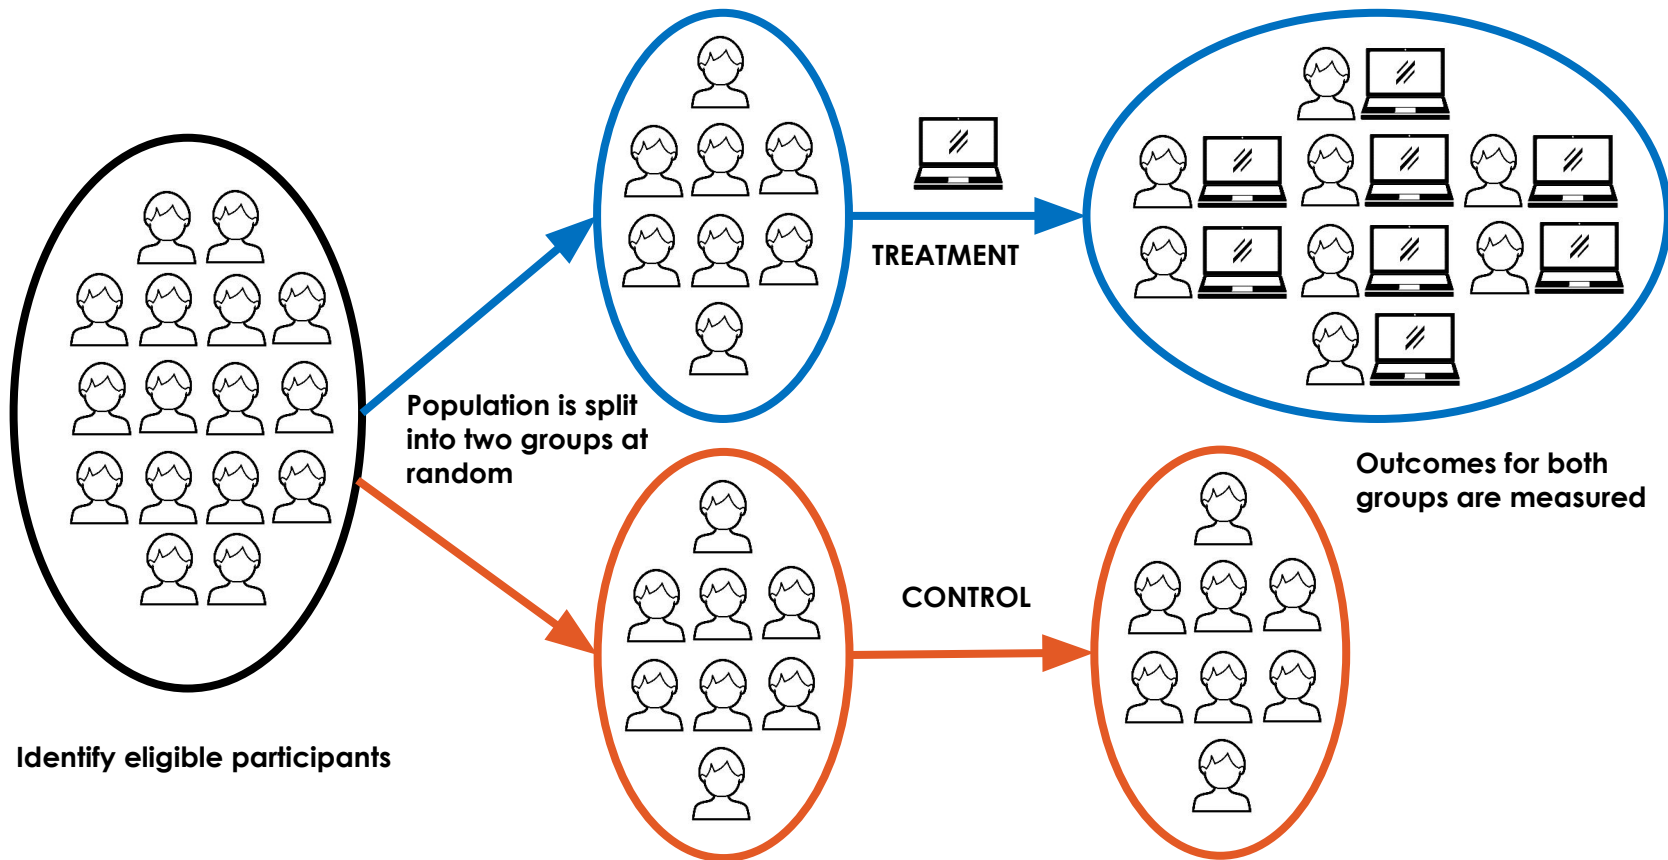 TREATMENT
Population is split
into two groups at
random
Outcomes for both
groups are measured
CONTROL
Identify eligible participants